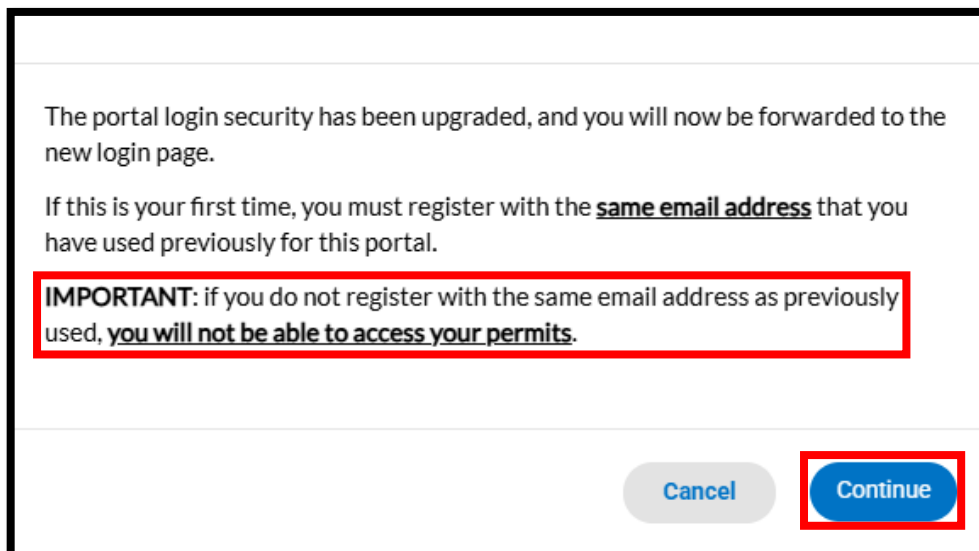 The portal login security has been upgraded, and you will now be forwarded to the
new login page.
If this is your first time, you must register with the same email address that you
have used previously for this portal.
IMPORTANT: if you do not register with the same email address as previously
used, you will not be able to access your permits.
Cancel
Continue